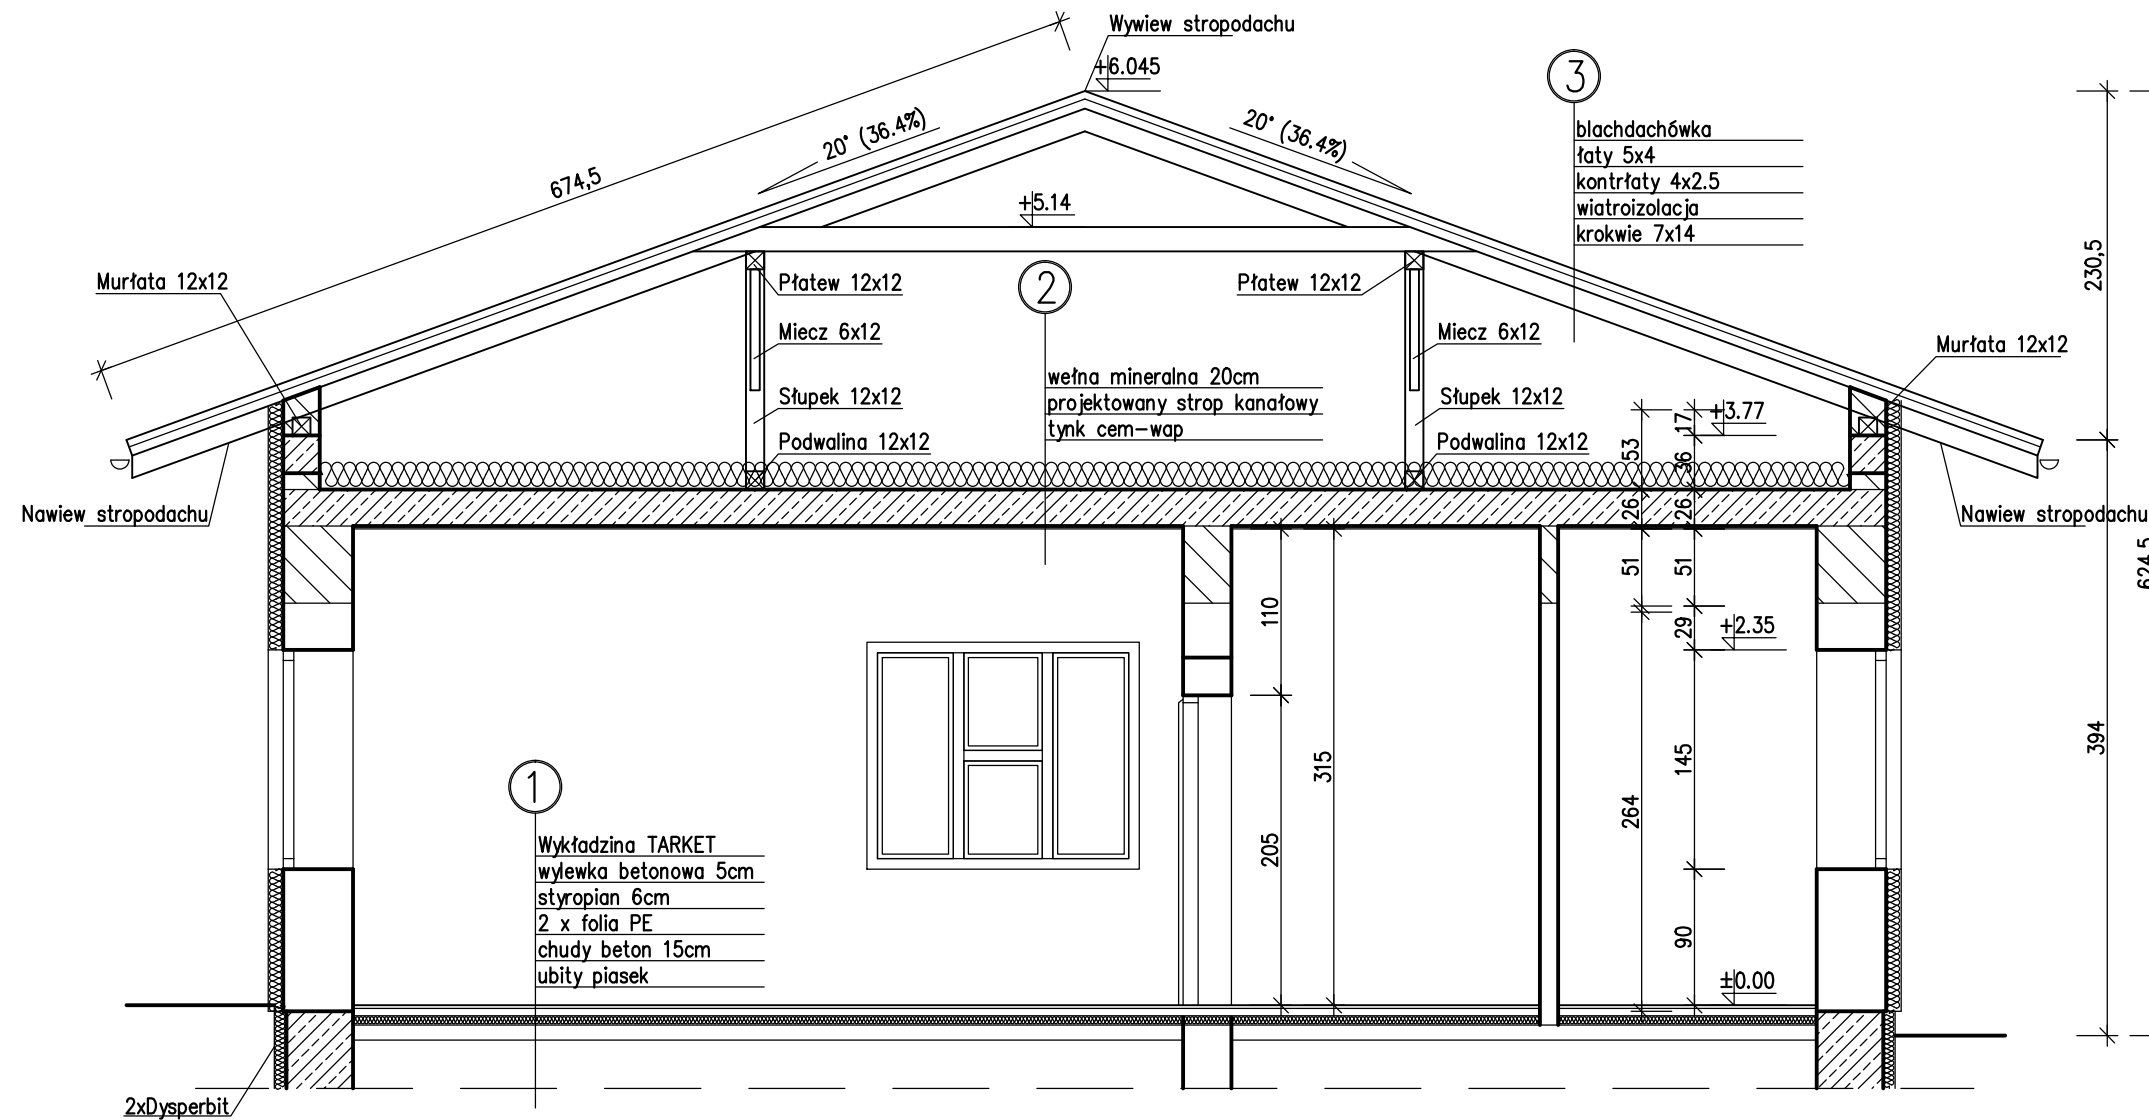 Wywiew stropodachu
+6.045
3
20° (36.4%)
20° (36.4%)
674,5
blachdachówka
łaty 5x4
kontrłaty 4x2.5
wiatroizolacja
krokwie 7x14
+5.14
230,5
Murłata 12x12
Płatew 12x12
2
Płatew 12x12
Miecz 6x12
Miecz 6x12
Murłata 12x12
wełna mineralna 20cm
projektowany strop kanałowy
tynk cem-wap
Słupek 12x12
Słupek 12x12
Podwalina 12x12
Podwalina 12x12
53
17
+3.77
36
26
26
Nawiew stropodachu
Nawiew stropodachu
51
51
624,5
110
29
+2.35
315
145
394
264
205
1
Wykładzina TARKET
wylewka betonowa 5cm
styropian 6cm
2 x folia PE
chudy beton 15cm
ubity piasek
90
±0.00
2xDysperbit